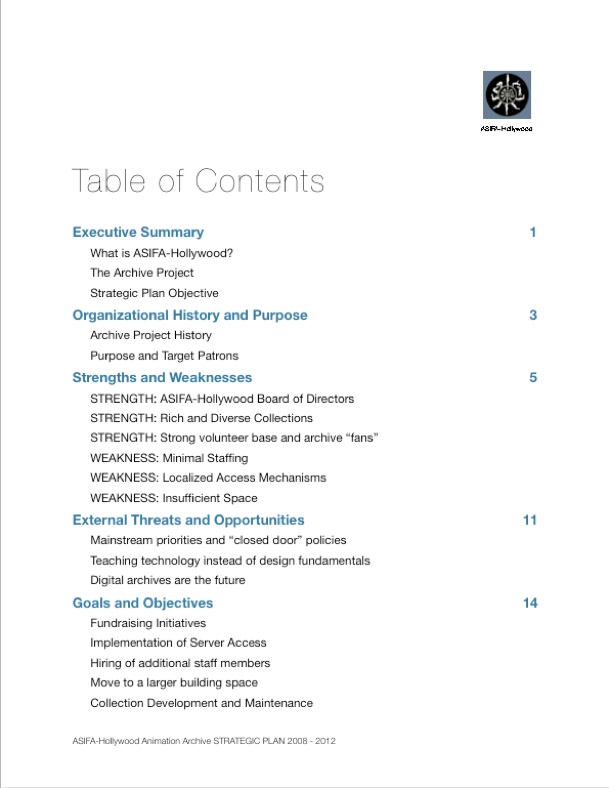 ASIFA-Hollywood
Table of Contents
Executive Summary 1
What is ASIFA-Hollywood?
The Archive Project
Strategic Plan Objective
Organizational History and Purpose 3
Archive Project History
Purpose and Target Patrons
Strengths and Weaknesses 5
STRENGTH: ASIFA-Hollywood Board of Directors
STRENGTH: Rich and Diverse Collections
STRENGTH: Strong volunteer base and archive “fans”
WEAKNESS: Minimal Staffing
WEAKNESS: Localized Access Mechanisms
WEAKNESS: Insufficient Space
External Threats and Opportunities 11
Mainstream priorities and “closed door” policies
Teaching technology instead of design fundamentals
Digital archives are the future
Goals and Objectives 14
Fundraising Initiatives
Implementation of Server Access
Hiring of additional staff members
Move to a larger building space
Collection Development and Maintenance
ASIFA-Hollywood Animation Archive STRATEGIC PLAN 2008 - 2012